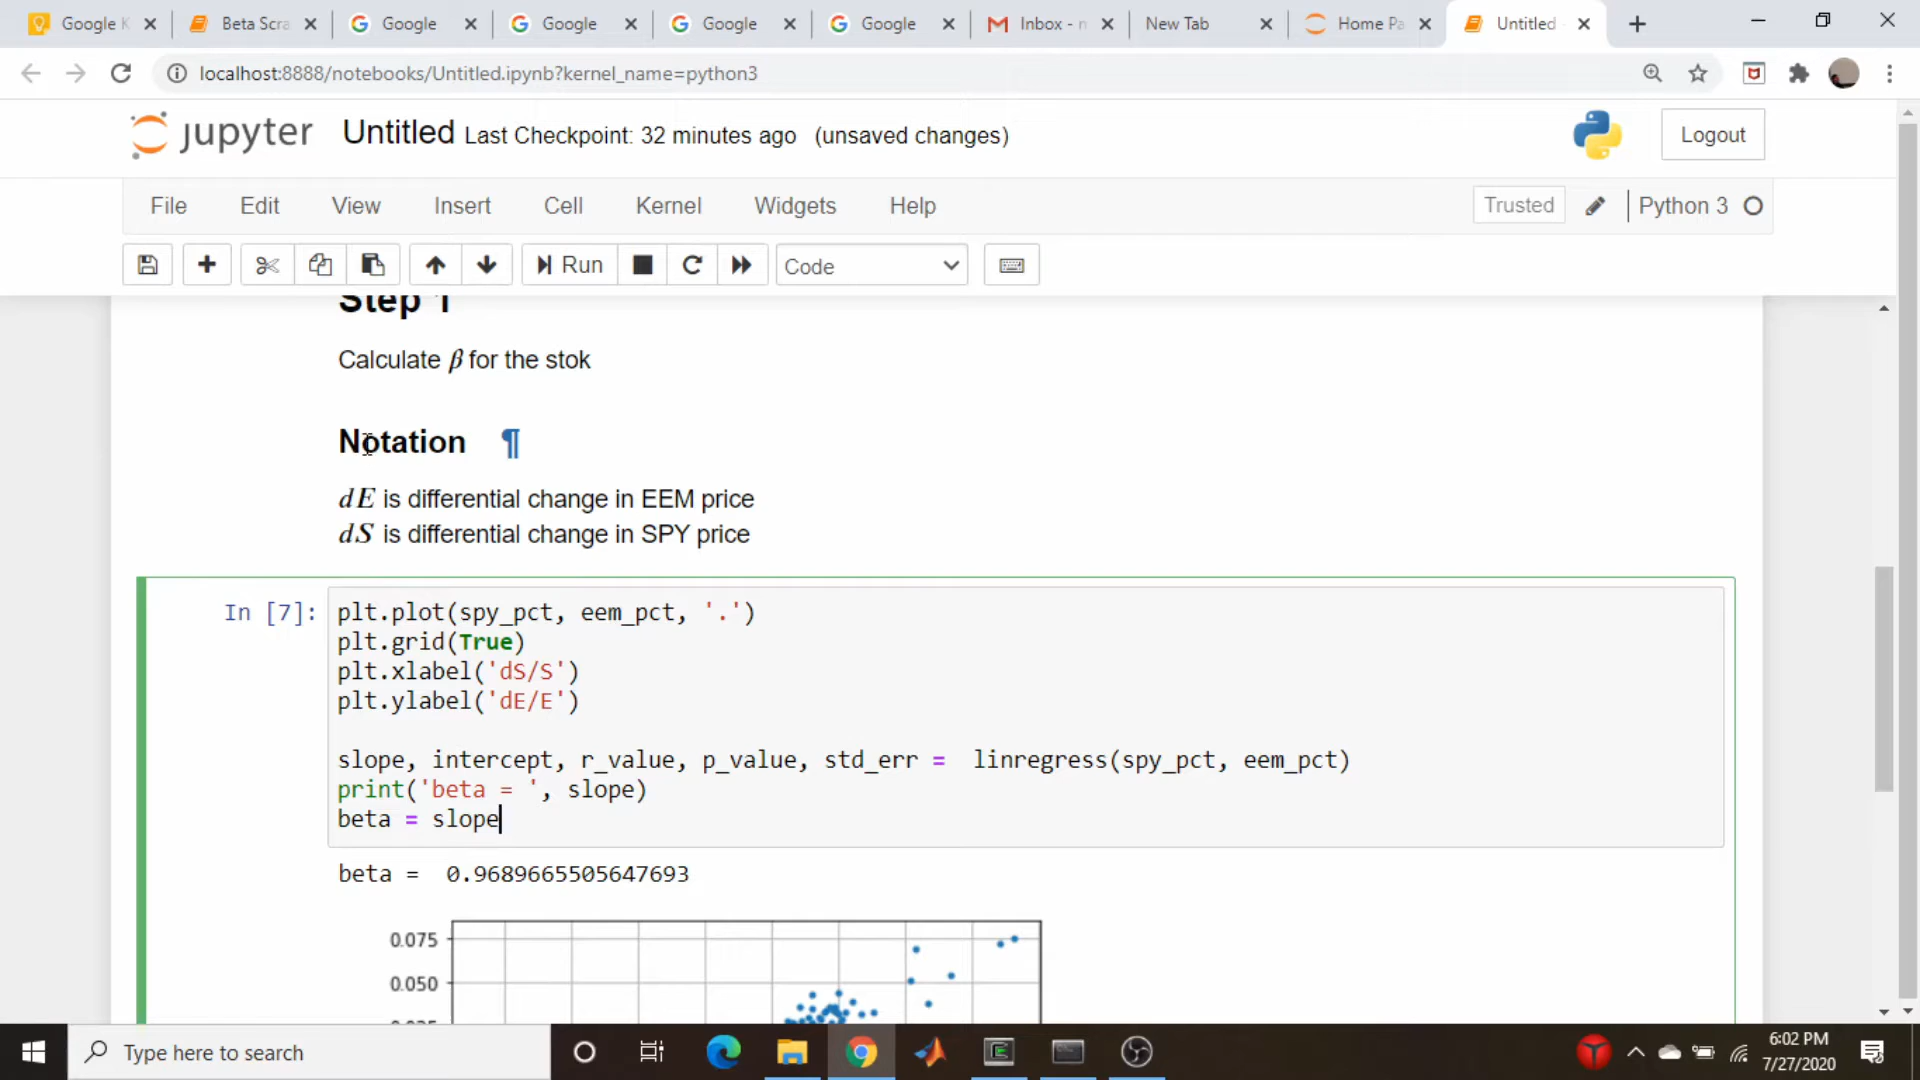 Google K
Beta Scra
Google
Google
Google
Google
Inbox - n
New Tab
Home Pa
Untitled
localhost:8888/notebooks/Untitled.ipynb?kernel_name=python3
jupyter Untitled Last Checkpoint: 32 minutes ago (unsaved changes)
Logout
File Edit View Insert Cell Kernel Widgets Help
Trusted
Python 3
Run
Code
Step 1
Calculate β for the stok
Notation ¶
dE is differential change in EEM price
dS is differential change in SPY price
In [7]:
plt.plot(spy_pct, eem_pct, '.')
plt.grid(True)
plt.xlabel('dS/S')
plt.ylabel('dE/E')
slope, intercept, r_value, p_value, std_err =  linregress(spy_pct, eem_pct)
print('beta = ', slope)
beta = slope
beta =  0.9689665505647693
0.075
0.050
Type here to search
6:02 PM
7/27/2020